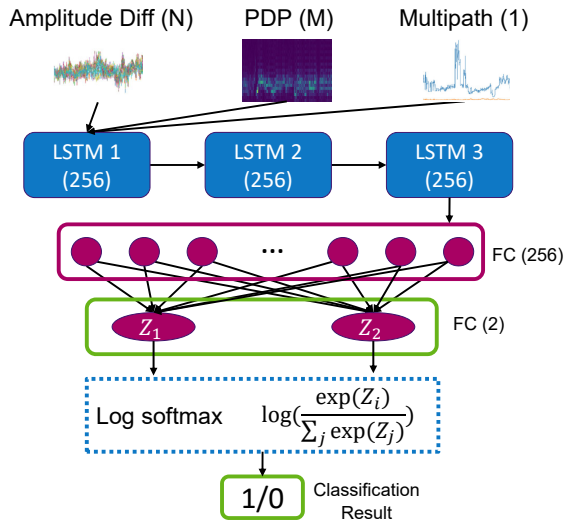 Amplitude Diff (N) PDP (M) Multipath (1)
LSTM 1 LSTM 2 LSTM 3
(256) (256) (256)
...
FC (256)
Z₁ Z₂ FC (2)
Log softmax log(exp(Zᵢ) / ∑ⱼ exp(Zⱼ))
1/0
Classification
Result